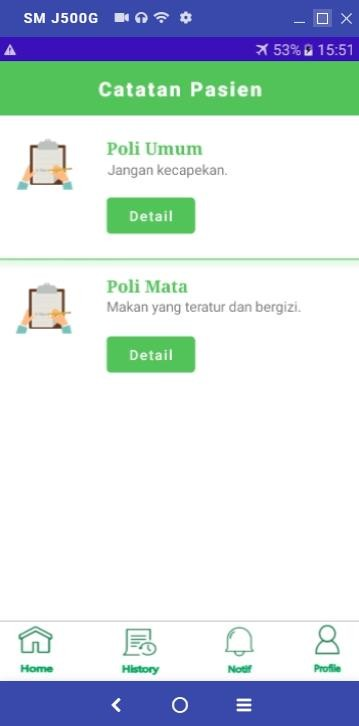 SM J500G
53% 15:51
Catatan Pasien
Poli Umum
Jangan kecapekan.
Detail
Poli Mata
Makan yang teratur dan bergizi.
Detail
Home History Notif Profile